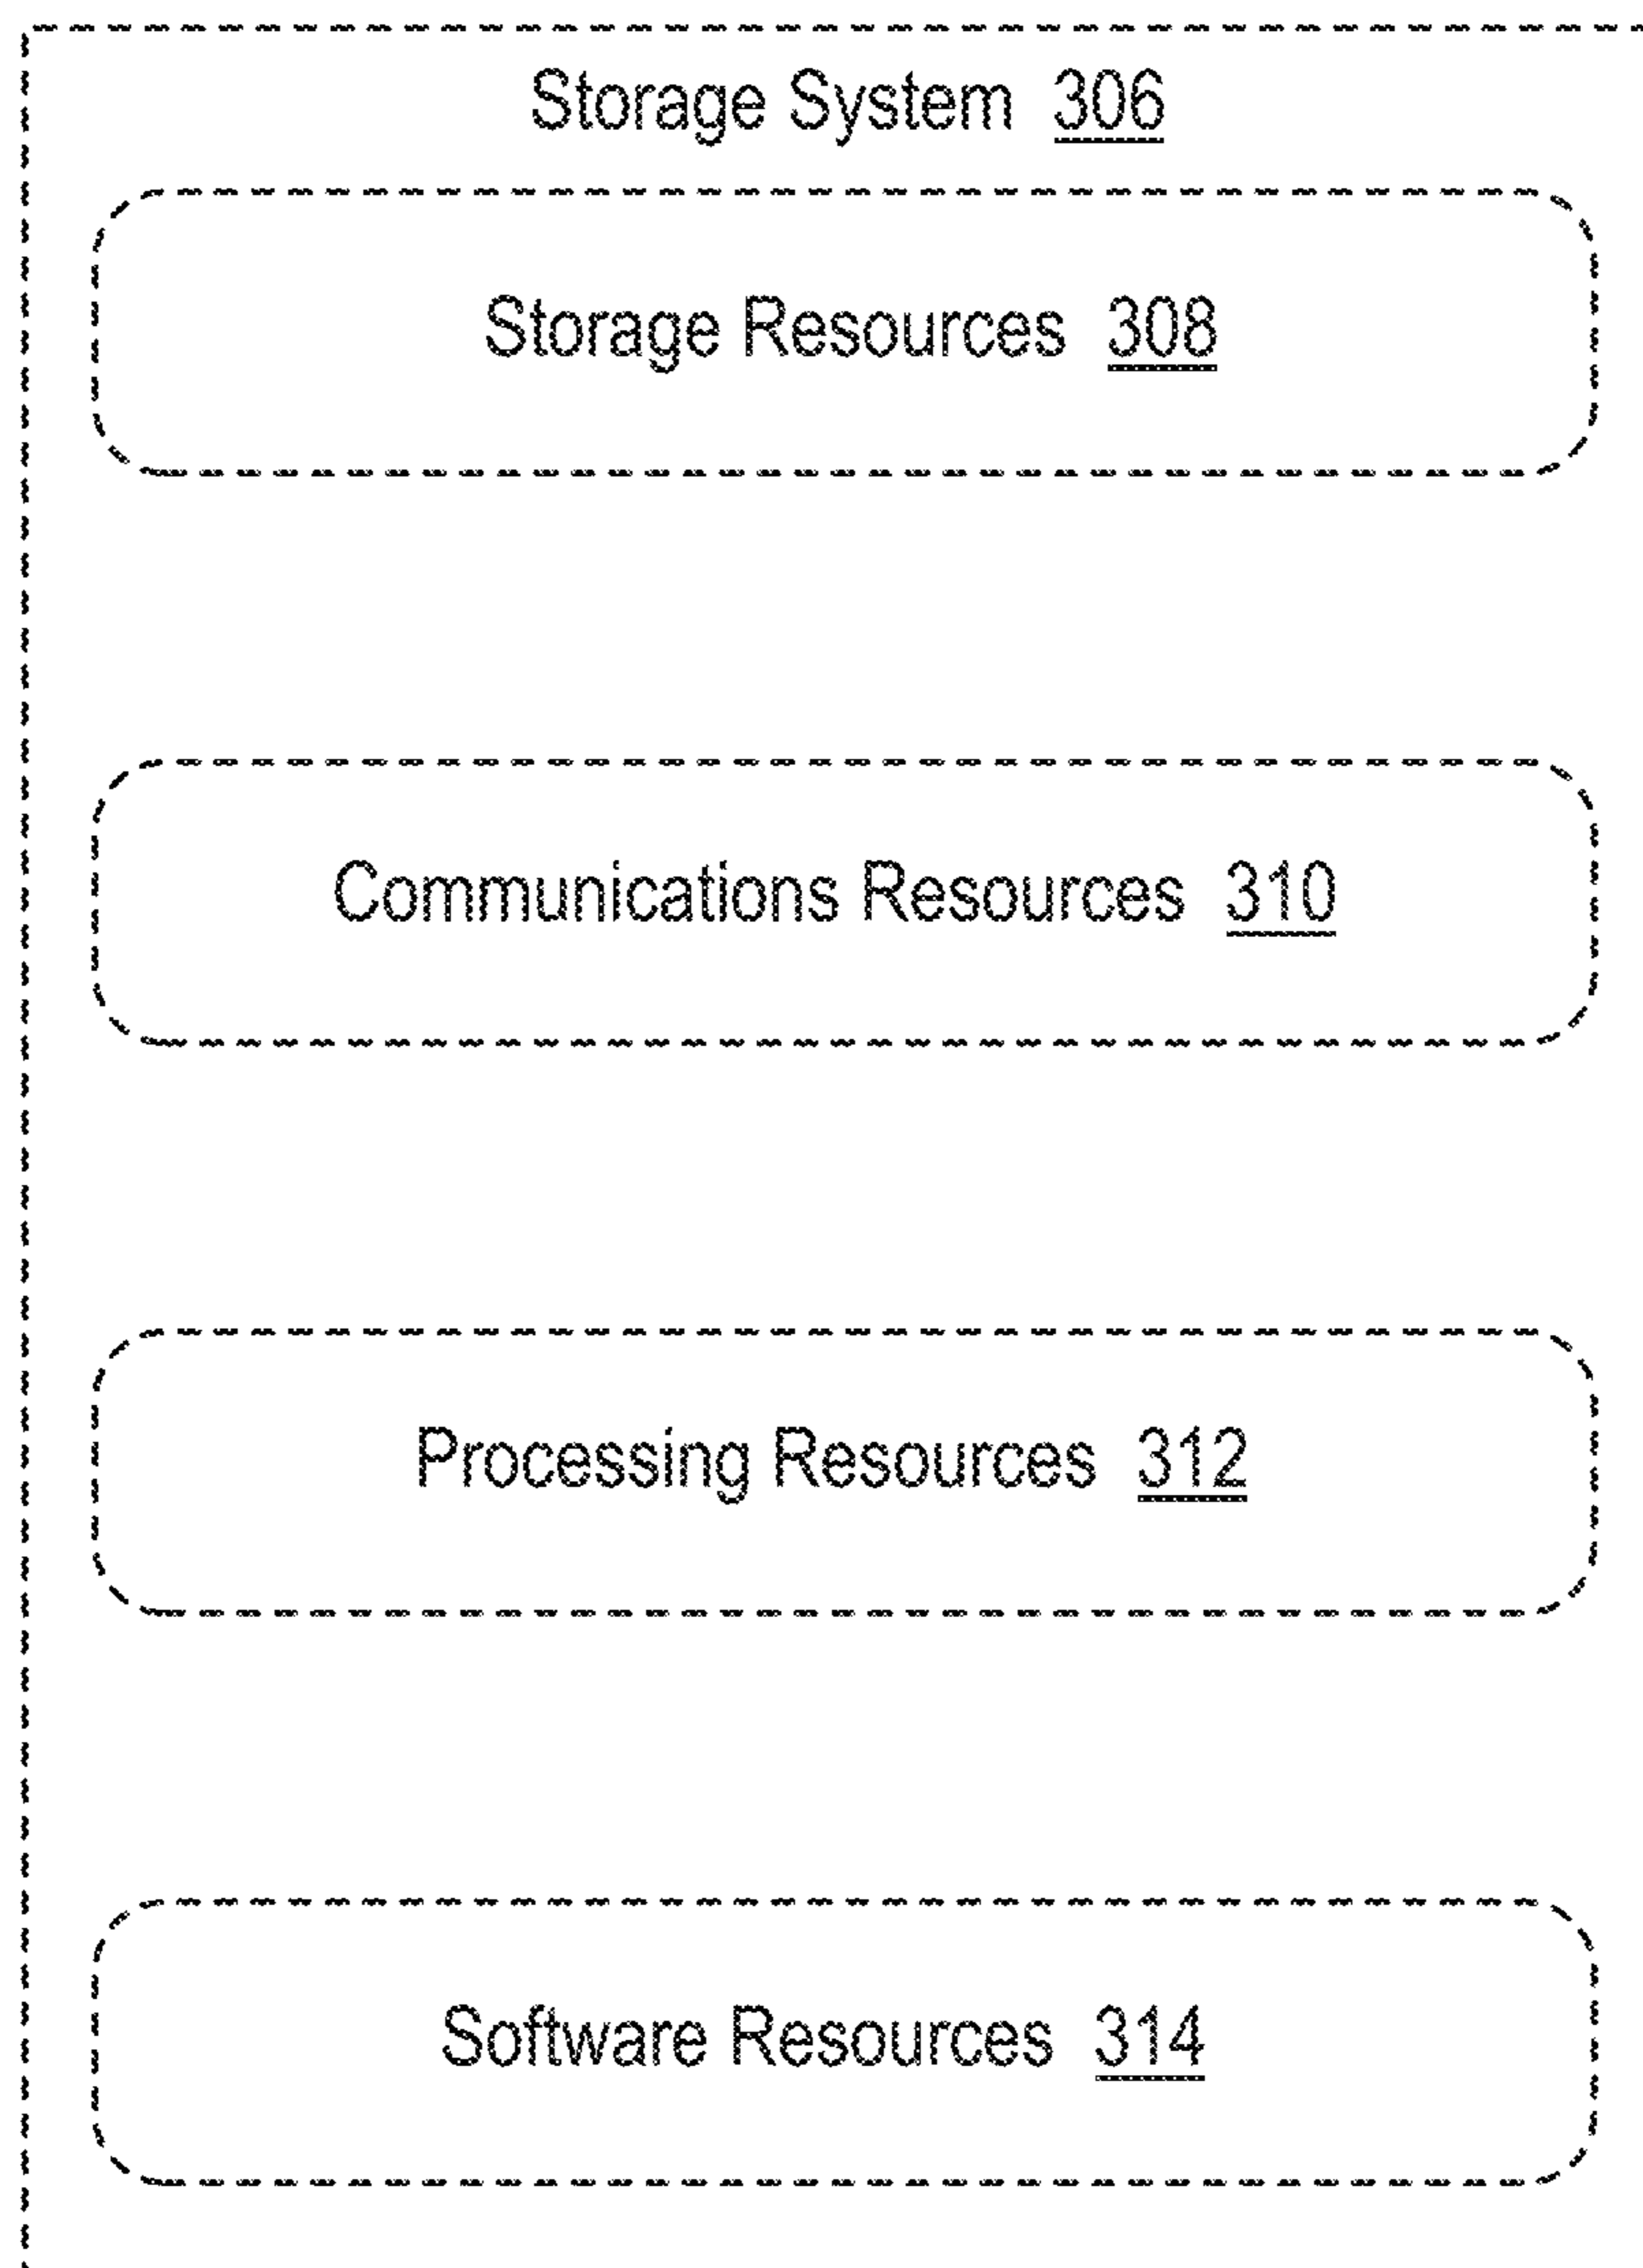 Storage System 306
Storage Resources 308
Communications Resources 310
Processing Resources 312
Software Resources 314